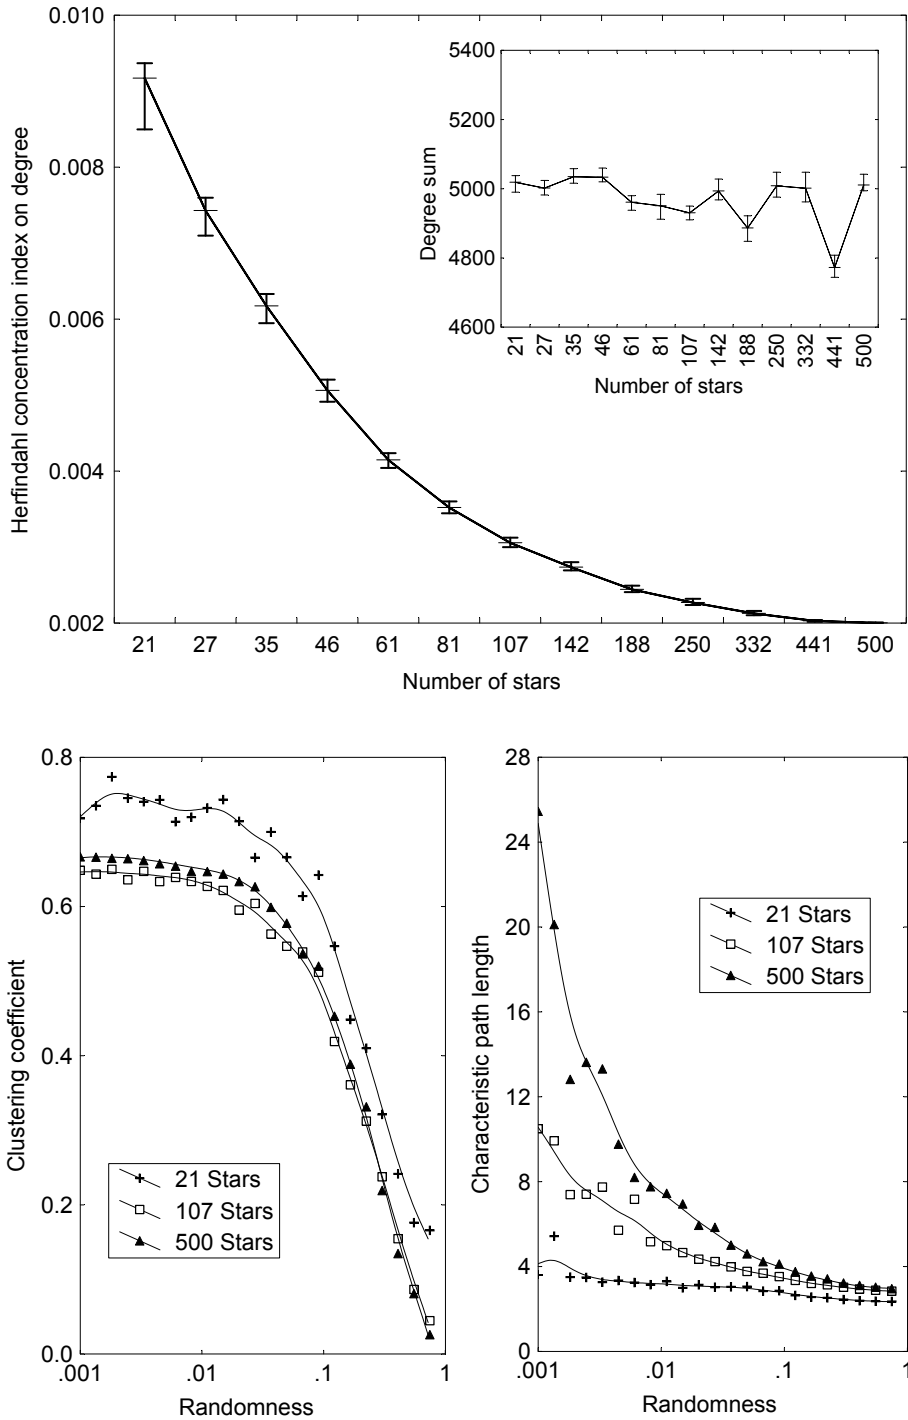 0.010
0.008
0.006
0.004
0.002
Herfindahl concentration index on degree
21 27 35 46 61 81 107 142 188 250 332 441 500
Number of stars
5400
5200
5000
4800
4600
Degree sum
21 27 35 46 61 81 107 142 188 250 332 441 500
Number of stars
0.8
0.6
0.4
0.2
0.0
Clustering coefficient
21 Stars
107 Stars
500 Stars
.001 .01 .1 1
Randomness
28
24
20
16
12
8
4
0
Characteristic path length
21 Stars
107 Stars
500 Stars
.001 .01 .1 1
Randomness